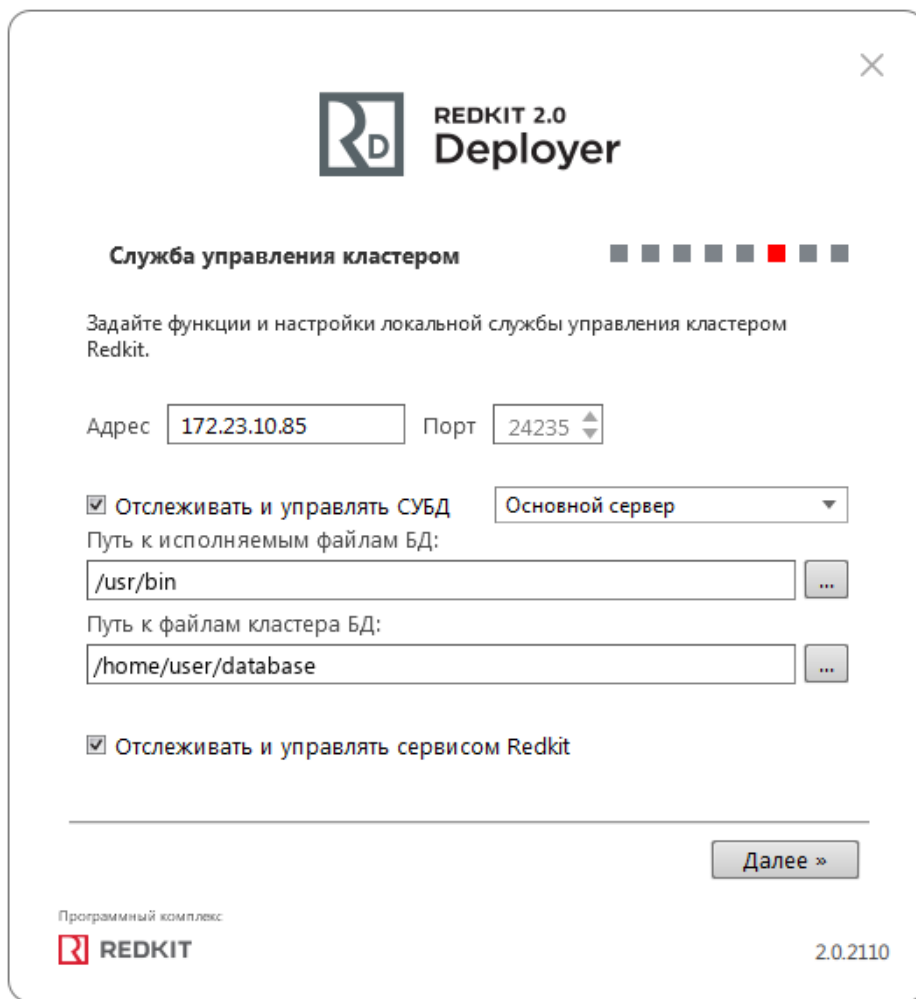 REDKIT 2.0
RD Deployer
Служба управления кластером
Задайте функции и настройки локальной службы управления кластером
Redkit.
Адрес 172.23.10.85 Порт 24235
Отслеживать и управлять СУБД Основной сервер
Путь к исполняемым файлам БД:
/usr/bin ...
Путь к файлам кластера БД:
/home/user/database ...
Отслеживать и управлять сервисом Redkit
Далее »
Программный комплекс
REDKIT 2.0.2110